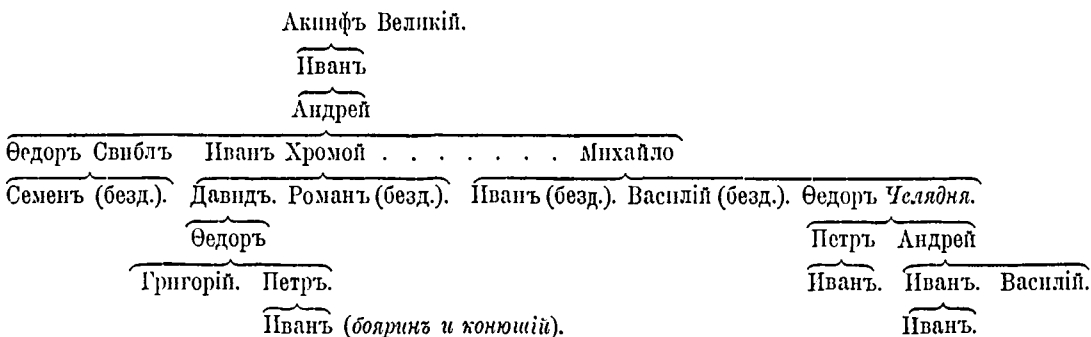 Акинфъ Великій.
Иванъ
Андрей
Ѳедоръ Свиблъ Иванъ Хромой . . . . . . . Михайло
Семенъ (безд.). Давидъ. Романъ (безд.). Иванъ (безд.). Василій (безд.). Ѳедоръ Челядня.
Ѳедоръ Петръ Андрей
Григорій. Петръ. Иванъ. Иванъ. Василій.
Иванъ (бояринъ и конюшій). Иванъ.